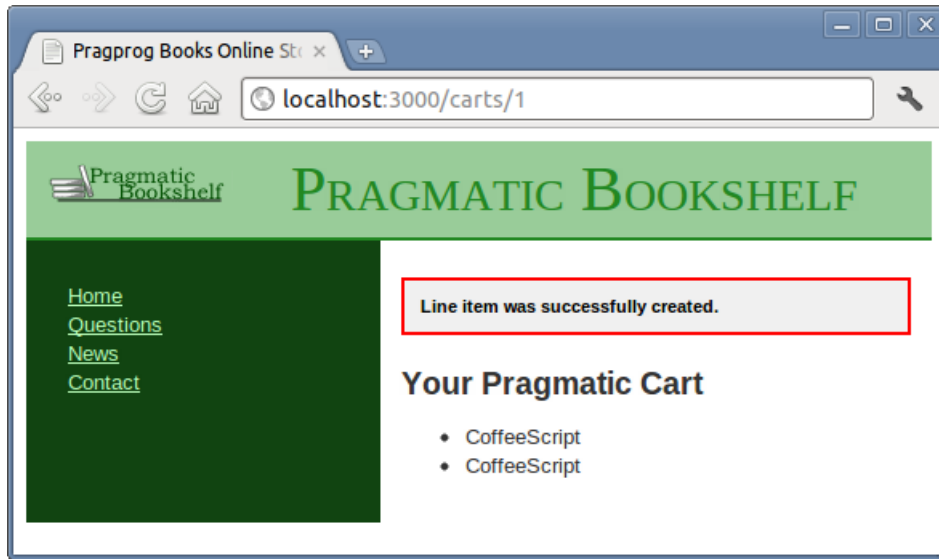 Pragprog Books Online Sto
localhost:3000/carts/1
Pragmatic
Bookshelf
PRAGMATIC BOOKSHELF
Home
Questions
News
Contact
Line item was successfully created.
Your Pragmatic Cart
CoffeeScript
CoffeeScript